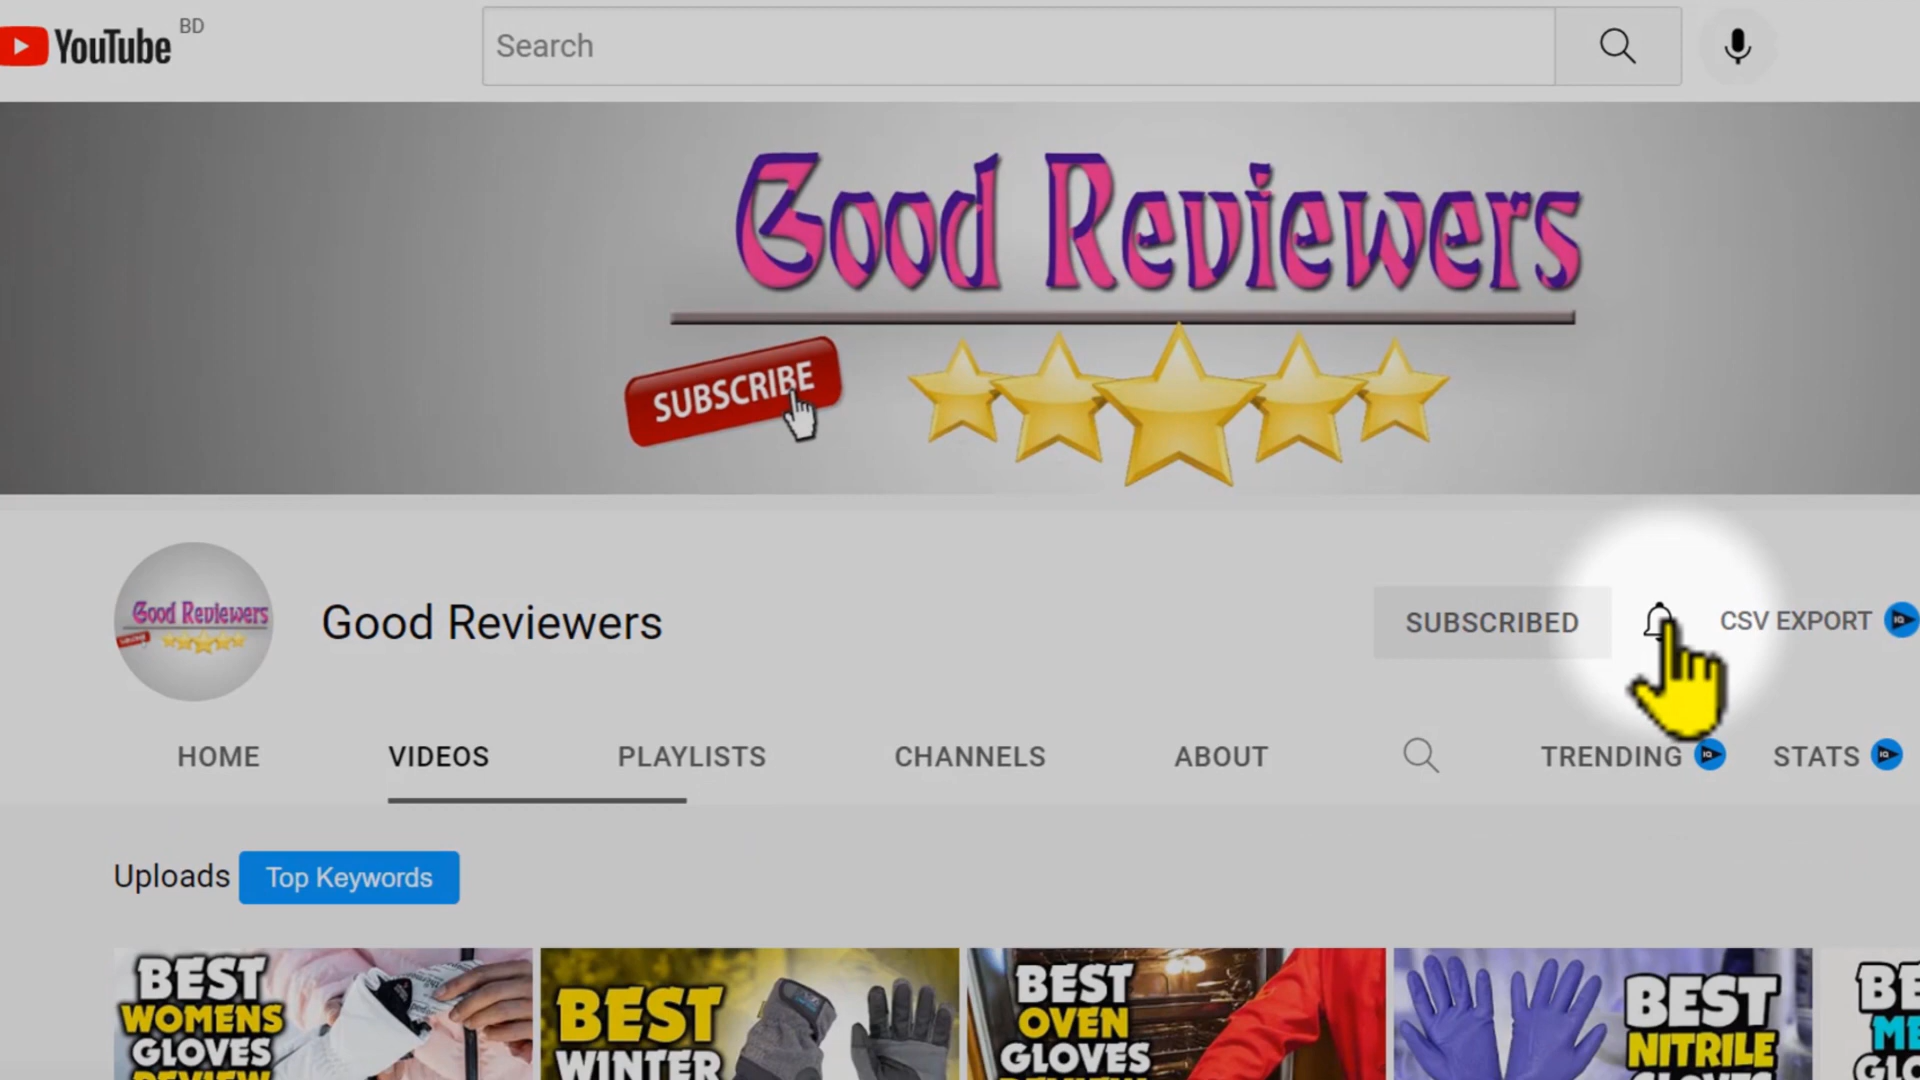 YouTube BD
Search
Good Reviewers
SUBSCRIBE
Good Reviewers
Good Reviewers
SUBSCRIBED
CSV EXPORT
HOME VIDEOS PLAYLISTS CHANNELS ABOUT TRENDING STATS
Uploads Top Keywords
BEST
WOMENS
GLOVES
REVIEW
BEST
WINTER
BEST
OVEN
GLOVES
BEST
NITRILE